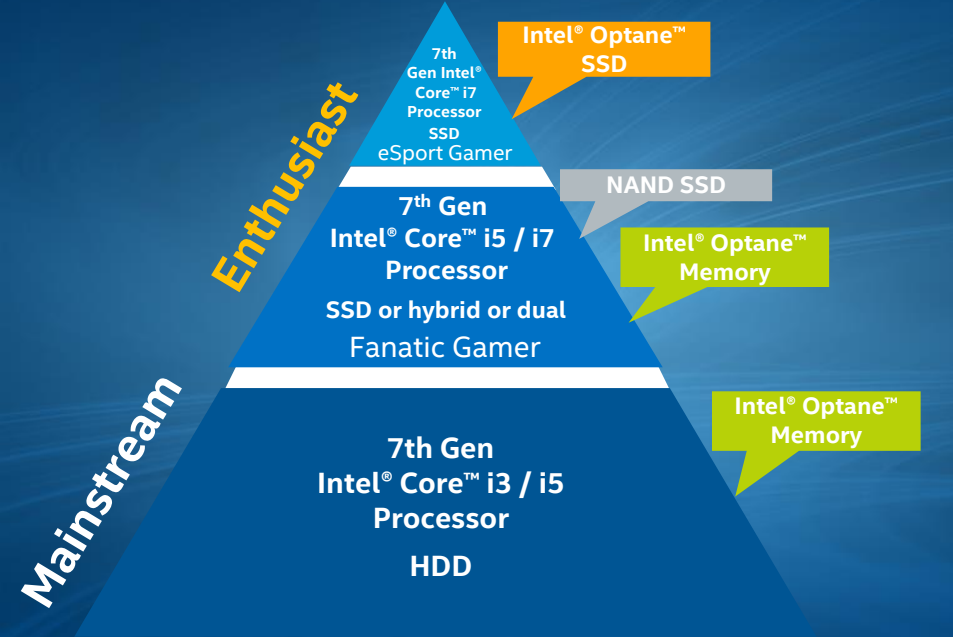 7th
Gen Intel®
Core™ i7
Processor
SSD
eSport Gamer
Intel® Optane™
SSD
Enthusiast
7th Gen
Intel® Core™ i5 / i7
Processor
SSD or hybrid or dual
Fanatic Gamer
NAND SSD
Intel® Optane™
Memory
Mainstream
7th Gen
Intel® Core™ i3 / i5
Processor
HDD
Intel® Optane™
Memory